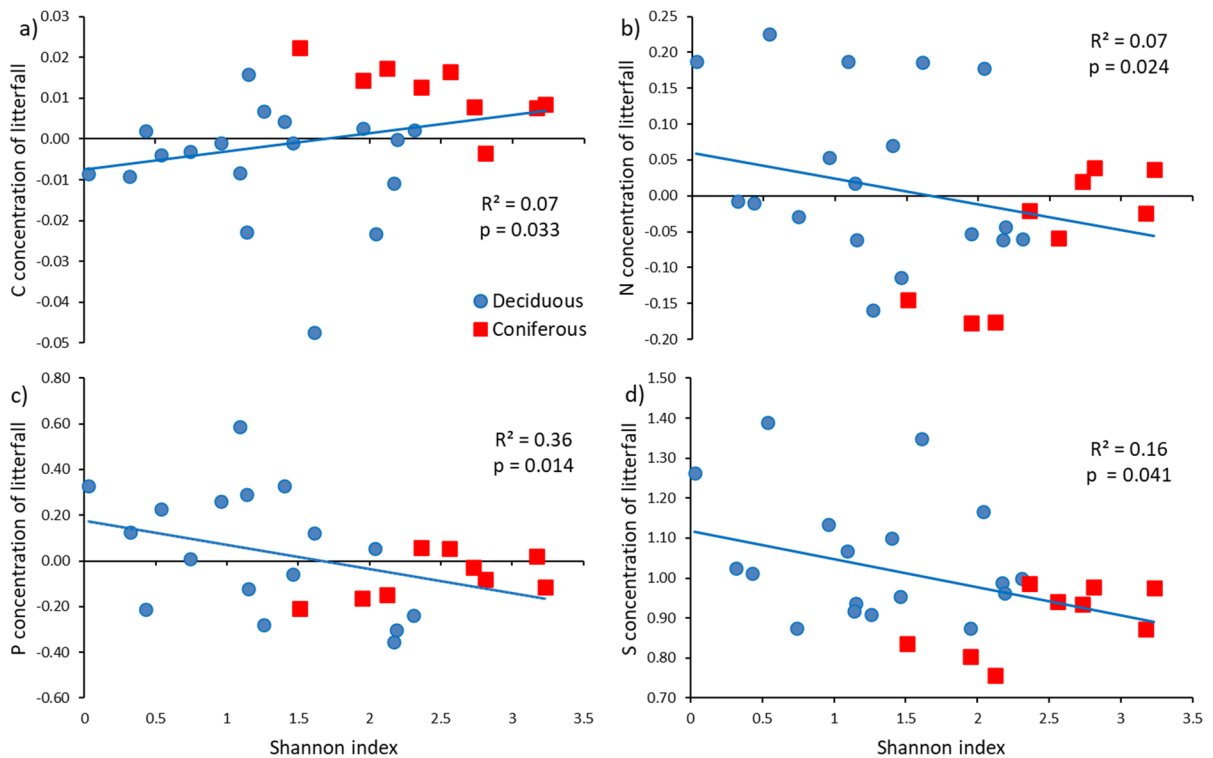 a)
C concentration of litterfall
0.03
0.02
0.01
0.00
-0.01
-0.02
-0.03
-0.04
-0.05
R² = 0.07
p = 0.033
Deciduous
Coniferous
b)
N concentration of litterfall
0.25
0.20
0.15
0.10
0.05
0.00
-0.05
-0.10
-0.15
-0.20
R² = 0.07
p = 0.024
c)
P concentration of litterfall
0.80
0.60
0.40
0.20
0.00
-0.20
-0.40
-0.60
R² = 0.36
p = 0.014
0 0.5 1 1.5 2 2.5 3 3.5
Shannon index
d)
S concentration of litterfall
1.50
1.40
1.30
1.20
1.10
1.00
0.90
0.80
0.70
R² = 0.16
p = 0.041
0 0.5 1 1.5 2 2.5 3 3.5
Shannon index